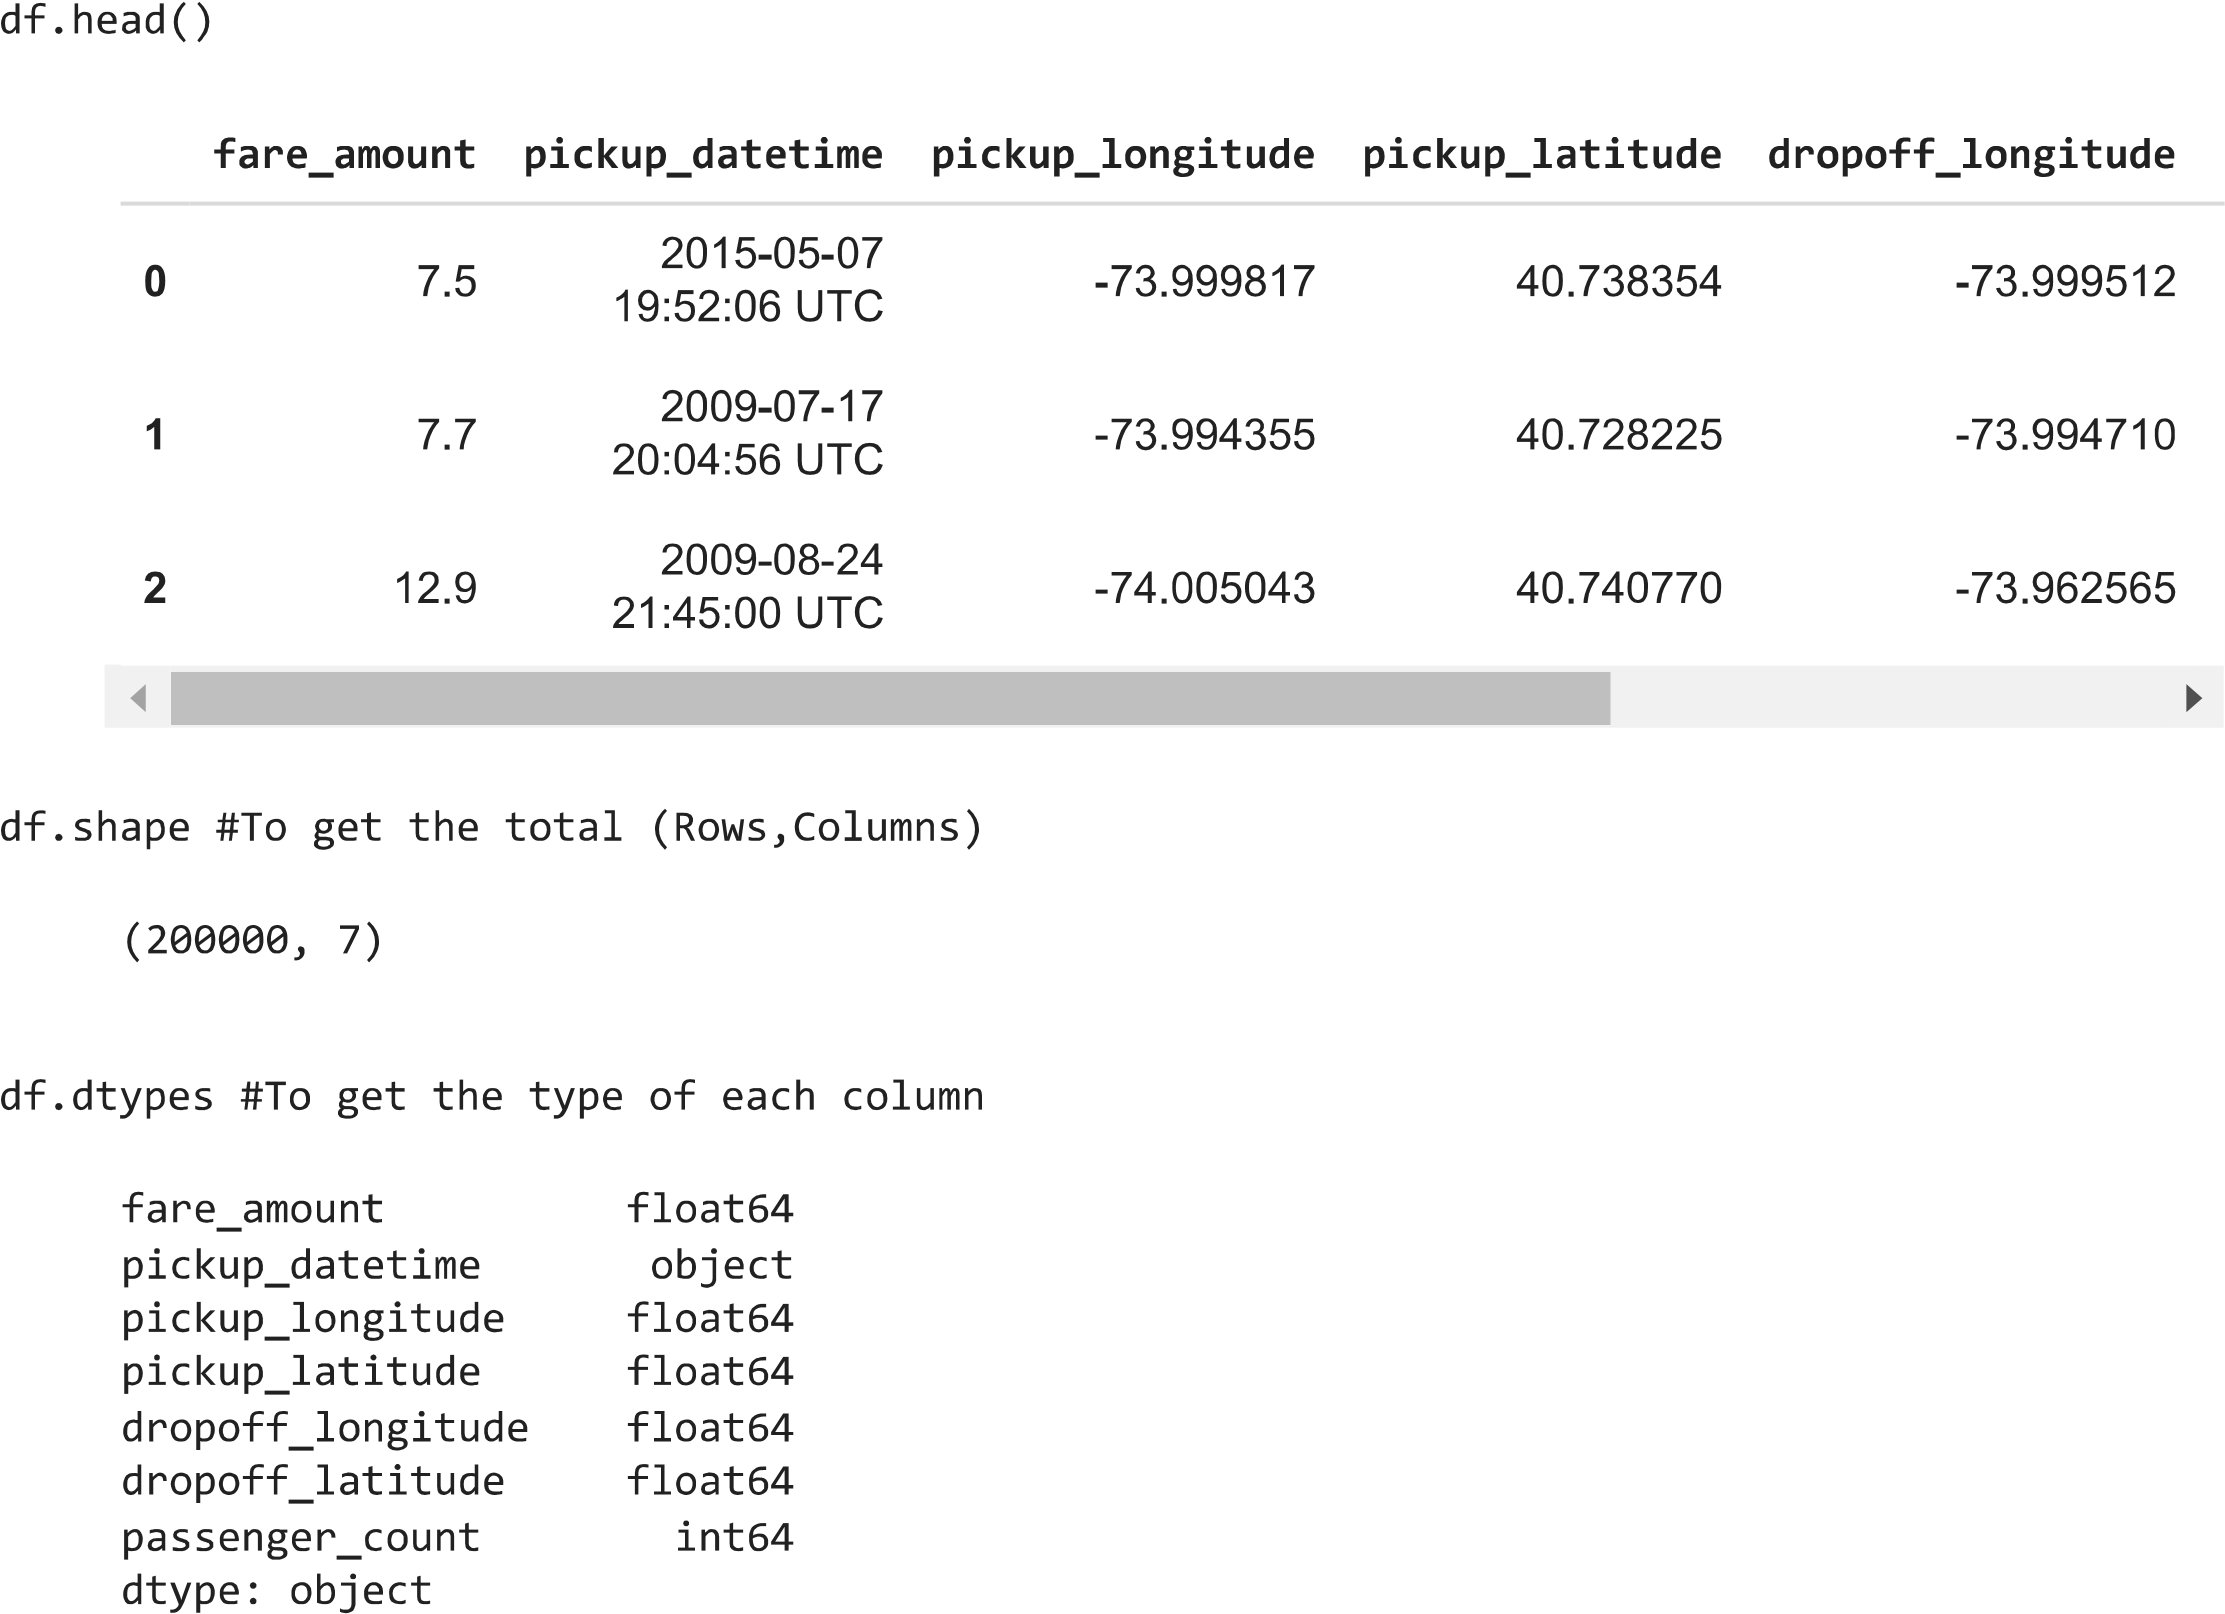 df.head()
fare_amount pickup_datetime pickup_longitude pickup_latitude dropoff_longitude
0 7.5 2015-05-07 19:52:06 UTC -73.999817 40.738354 -73.999512
1 7.7 2009-07-17 20:04:56 UTC -73.994355 40.728225 -73.994710
2 12.9 2009-08-24 21:45:00 UTC -74.005043 40.740770 -73.962565
df.shape #To get the total (Rows,Columns)
(200000, 7)
df.dtypes #To get the type of each column
fare_amount float64
pickup_datetime object
pickup_longitude float64
pickup_latitude float64
dropoff_longitude float64
dropoff_latitude float64
passenger_count int64
dtype: object